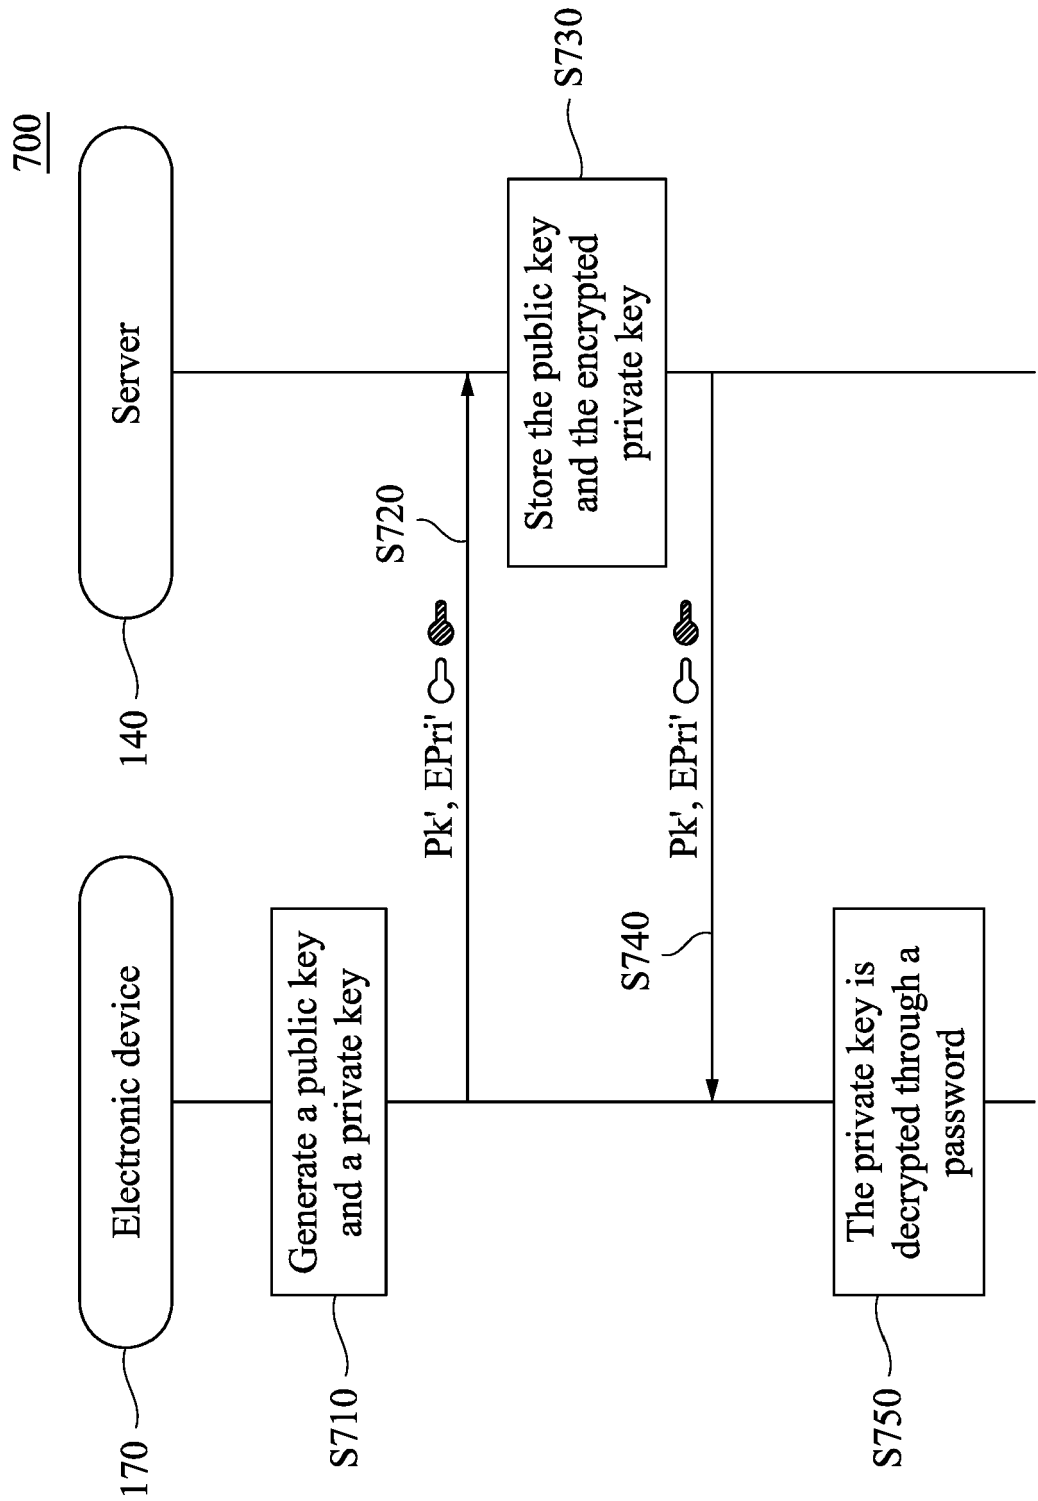 700
Electronic device
Server
170
140
Generate a public key
and a private key
S710
Pk', EPri'
S720
Store the public key
and the encrypted
private key
S730
Pk', EPri'
S740
The private key is
decrypted through a
password
S750